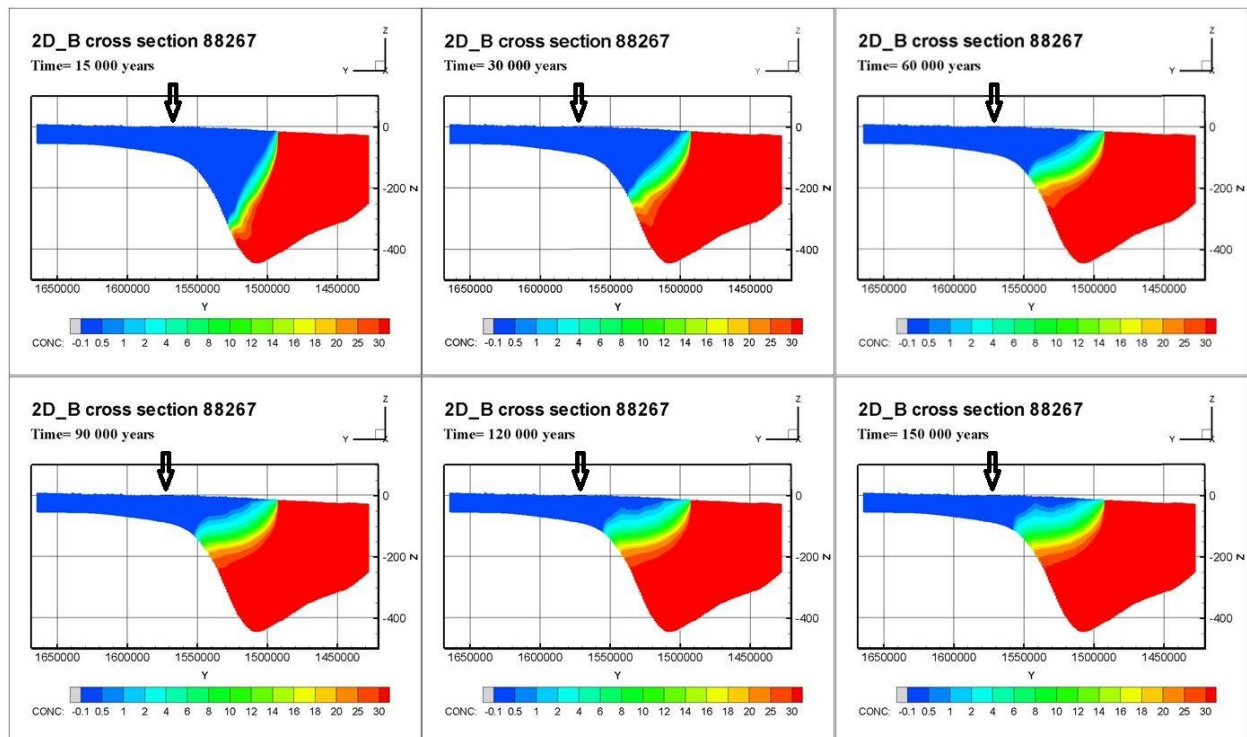 2D_B cross section 88267
Time= 15 000 years
Z
Y
X
0
-200
Z
-400
1650000 1600000 1550000 1500000 1450000
Y
CONC: -0.1 0.5 1 2 4 6 8 10 12 14 16 18 20 25 30
2D_B cross section 88267
Time= 30 000 years
Z
Y
X
0
-200
Z
-400
1650000 1600000 1550000 1500000 1450000
Y
CONC: -0.1 0.5 1 2 4 6 8 10 12 14 16 18 20 25 30
2D_B cross section 88267
Time= 60 000 years
Z
Y
X
0
-200
Z
-400
1650000 1600000 1550000 1500000 1450000
Y
CONC: -0.1 0.5 1 2 4 6 8 10 12 14 16 18 20 25 30
2D_B cross section 88267
Time= 90 000 years
Z
Y
X
0
-200
Z
-400
1650000 1600000 1550000 1500000 1450000
Y
CONC: -0.1 0.5 1 2 4 6 8 10 12 14 16 18 20 25 30
2D_B cross section 88267
Time= 120 000 years
Z
Y
X
0
-200
Z
-400
1650000 1600000 1550000 1500000 1450000
Y
CONC: -0.1 0.5 1 2 4 6 8 10 12 14 16 18 20 25 30
2D_B cross section 88267
Time= 150 000 years
Z
Y
X
0
-200
Z
-400
1650000 1600000 1550000 1500000 1450000
Y
CONC: -0.1 0.5 1 2 4 6 8 10 12 14 16 18 20 25 30